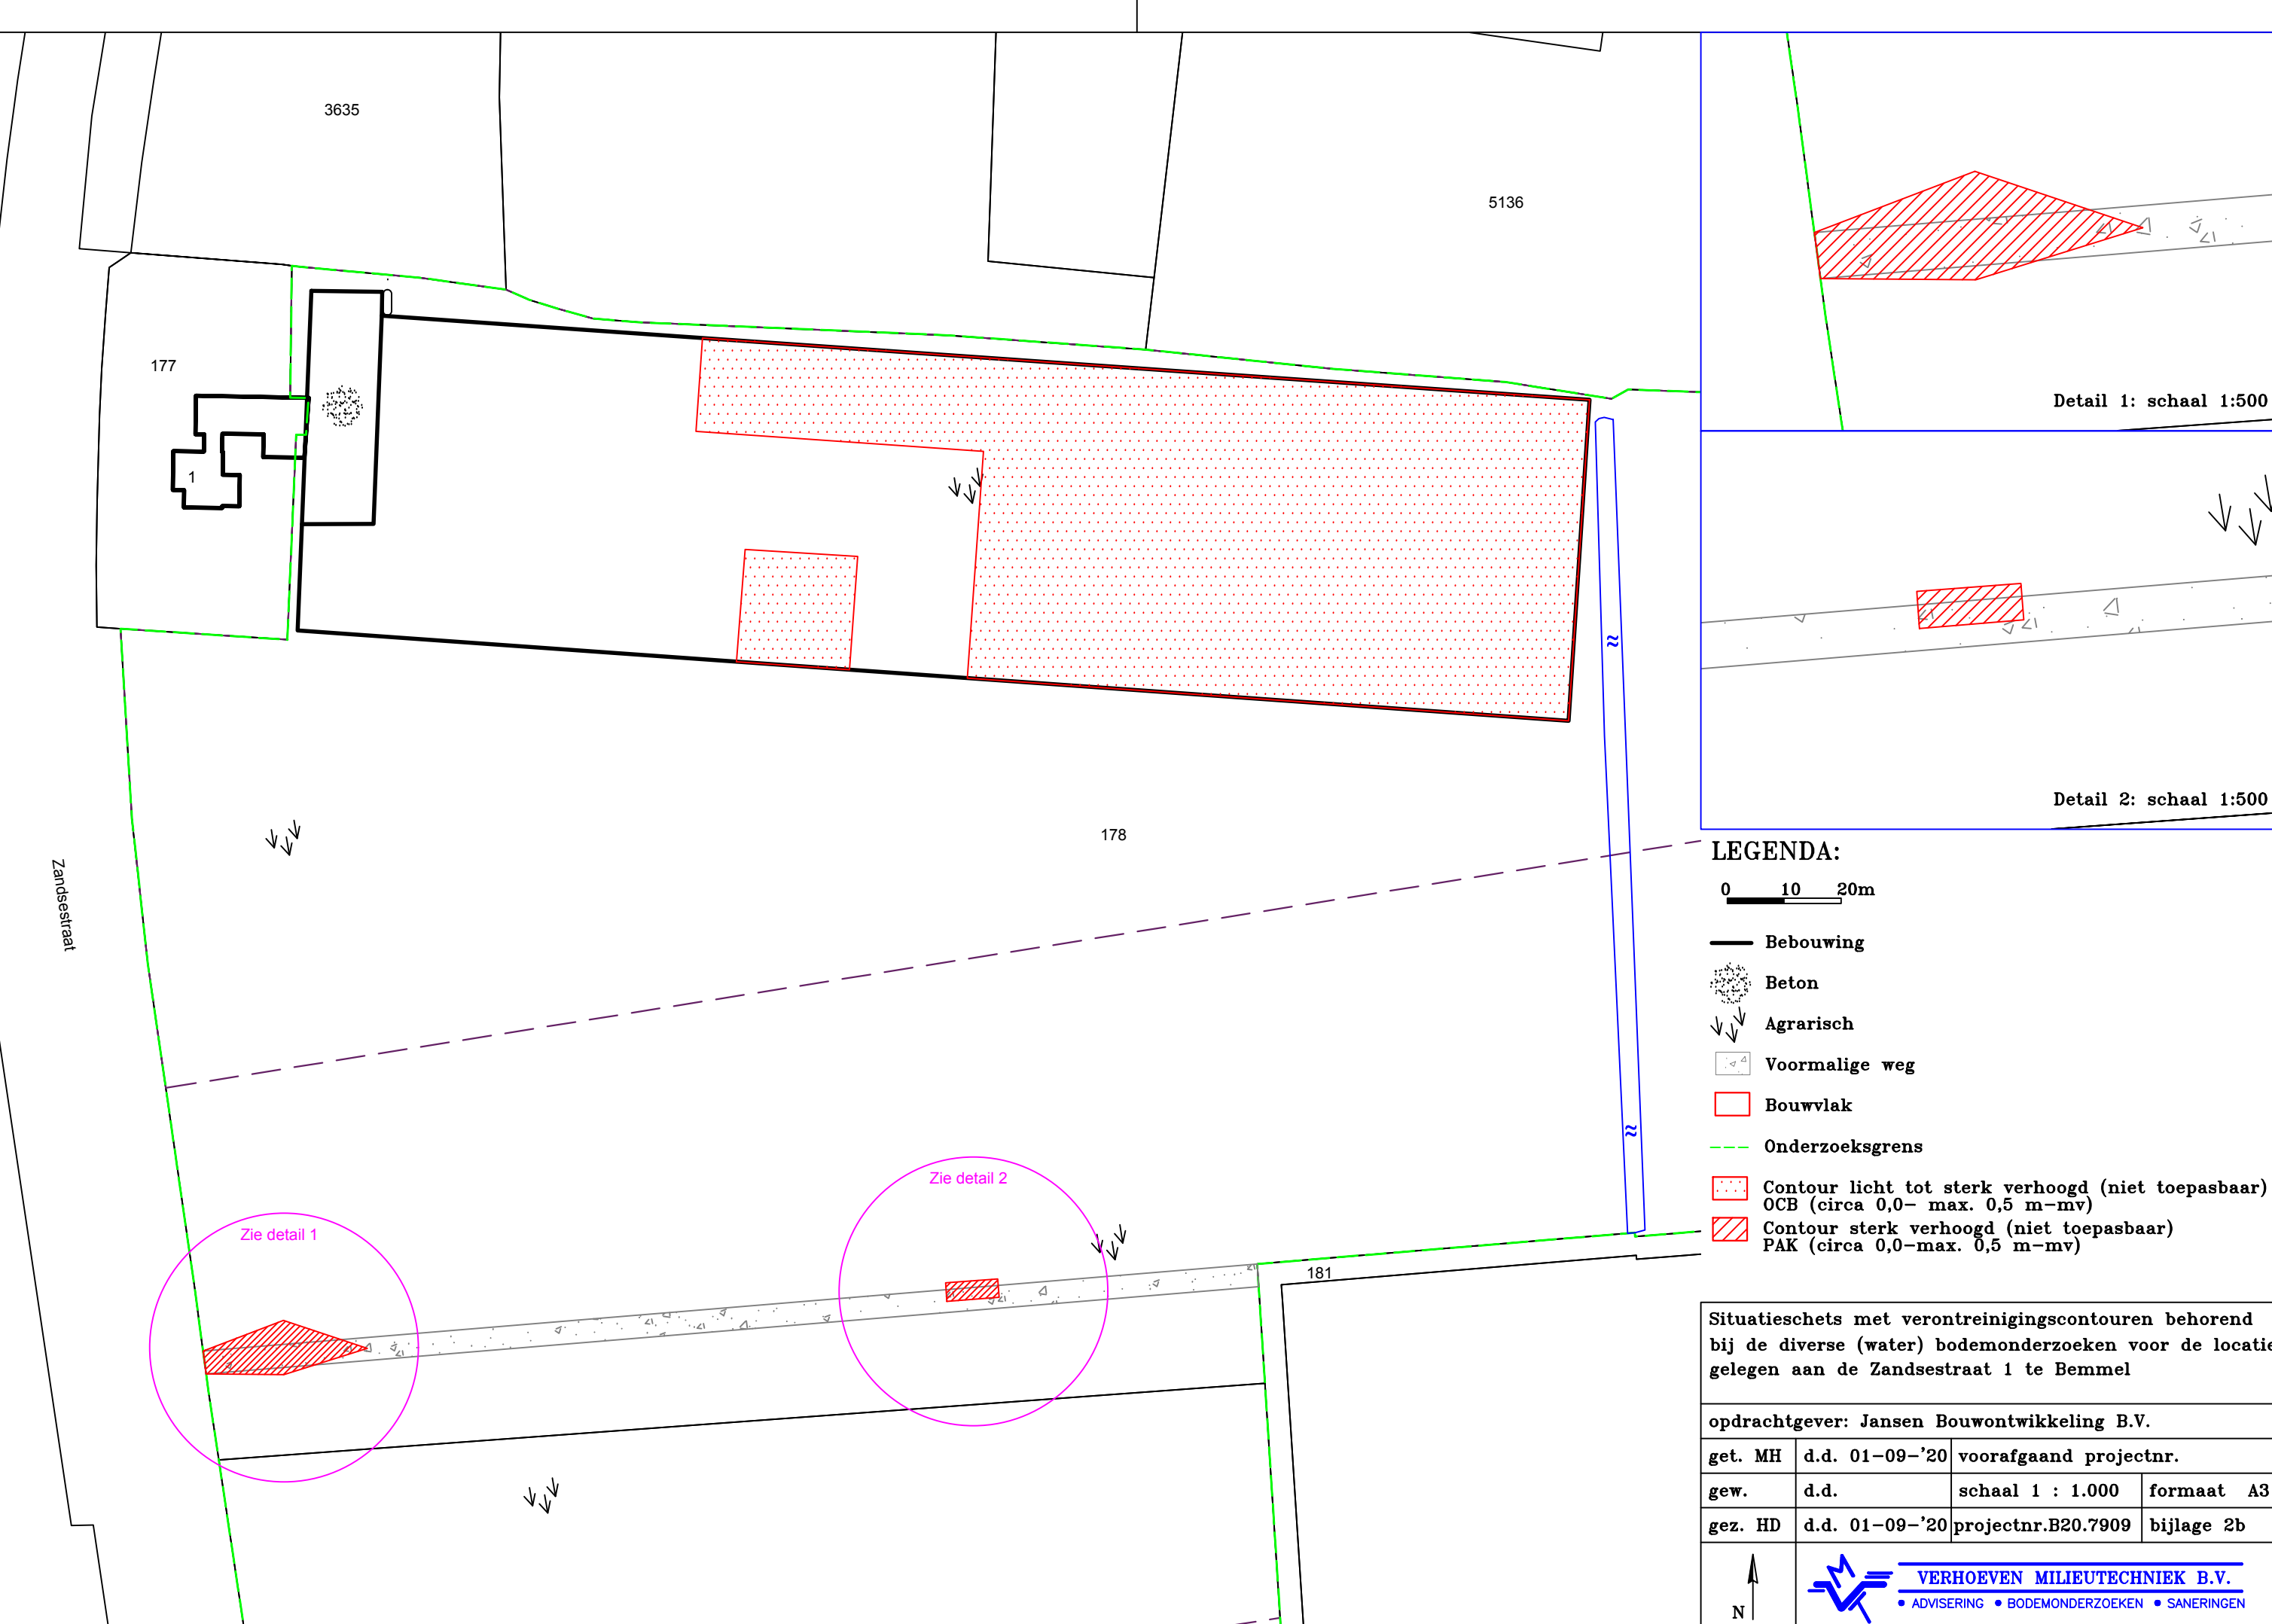 3635
5136
177
1
178
181
Zandsestraat
Zie detail 1
Zie detail 2
Detail 1: schaal 1:500
Detail 2: schaal 1:500
LEGENDA:
0 10 20m
Bebouwing
Beton
Agrarisch
Voormalige weg
Bouwvlak
Onderzoeksgrens
Contour licht tot sterk verhoogd (niet toepasbaar)
OCB (circa 0,0- max. 0,5 m-mv)
Contour sterk verhoogd (niet toepasbaar)
PAK (circa 0,0-max. 0,5 m-mv)
Situatieschets met verontreinigingscontouren behorend
bij de diverse (water) bodemonderzoeken voor de locatie
gelegen aan de Zandsestraat 1 te Bemmel
opdrachtgever: Jansen Bouwontwikkeling B.V.
get. MH d.d. 01-09-'20 voorafgaand projectnr.
gew. d.d. schaal 1 : 1.000 formaat A3
gez. HD d.d. 01-09-'20 projectnr.B20.7909 bijlage 2b
N
VERHOEVEN MILIEUTECHNIEK B.V.
• ADVISERING • BODEMONDERZOEKEN • SANERINGEN